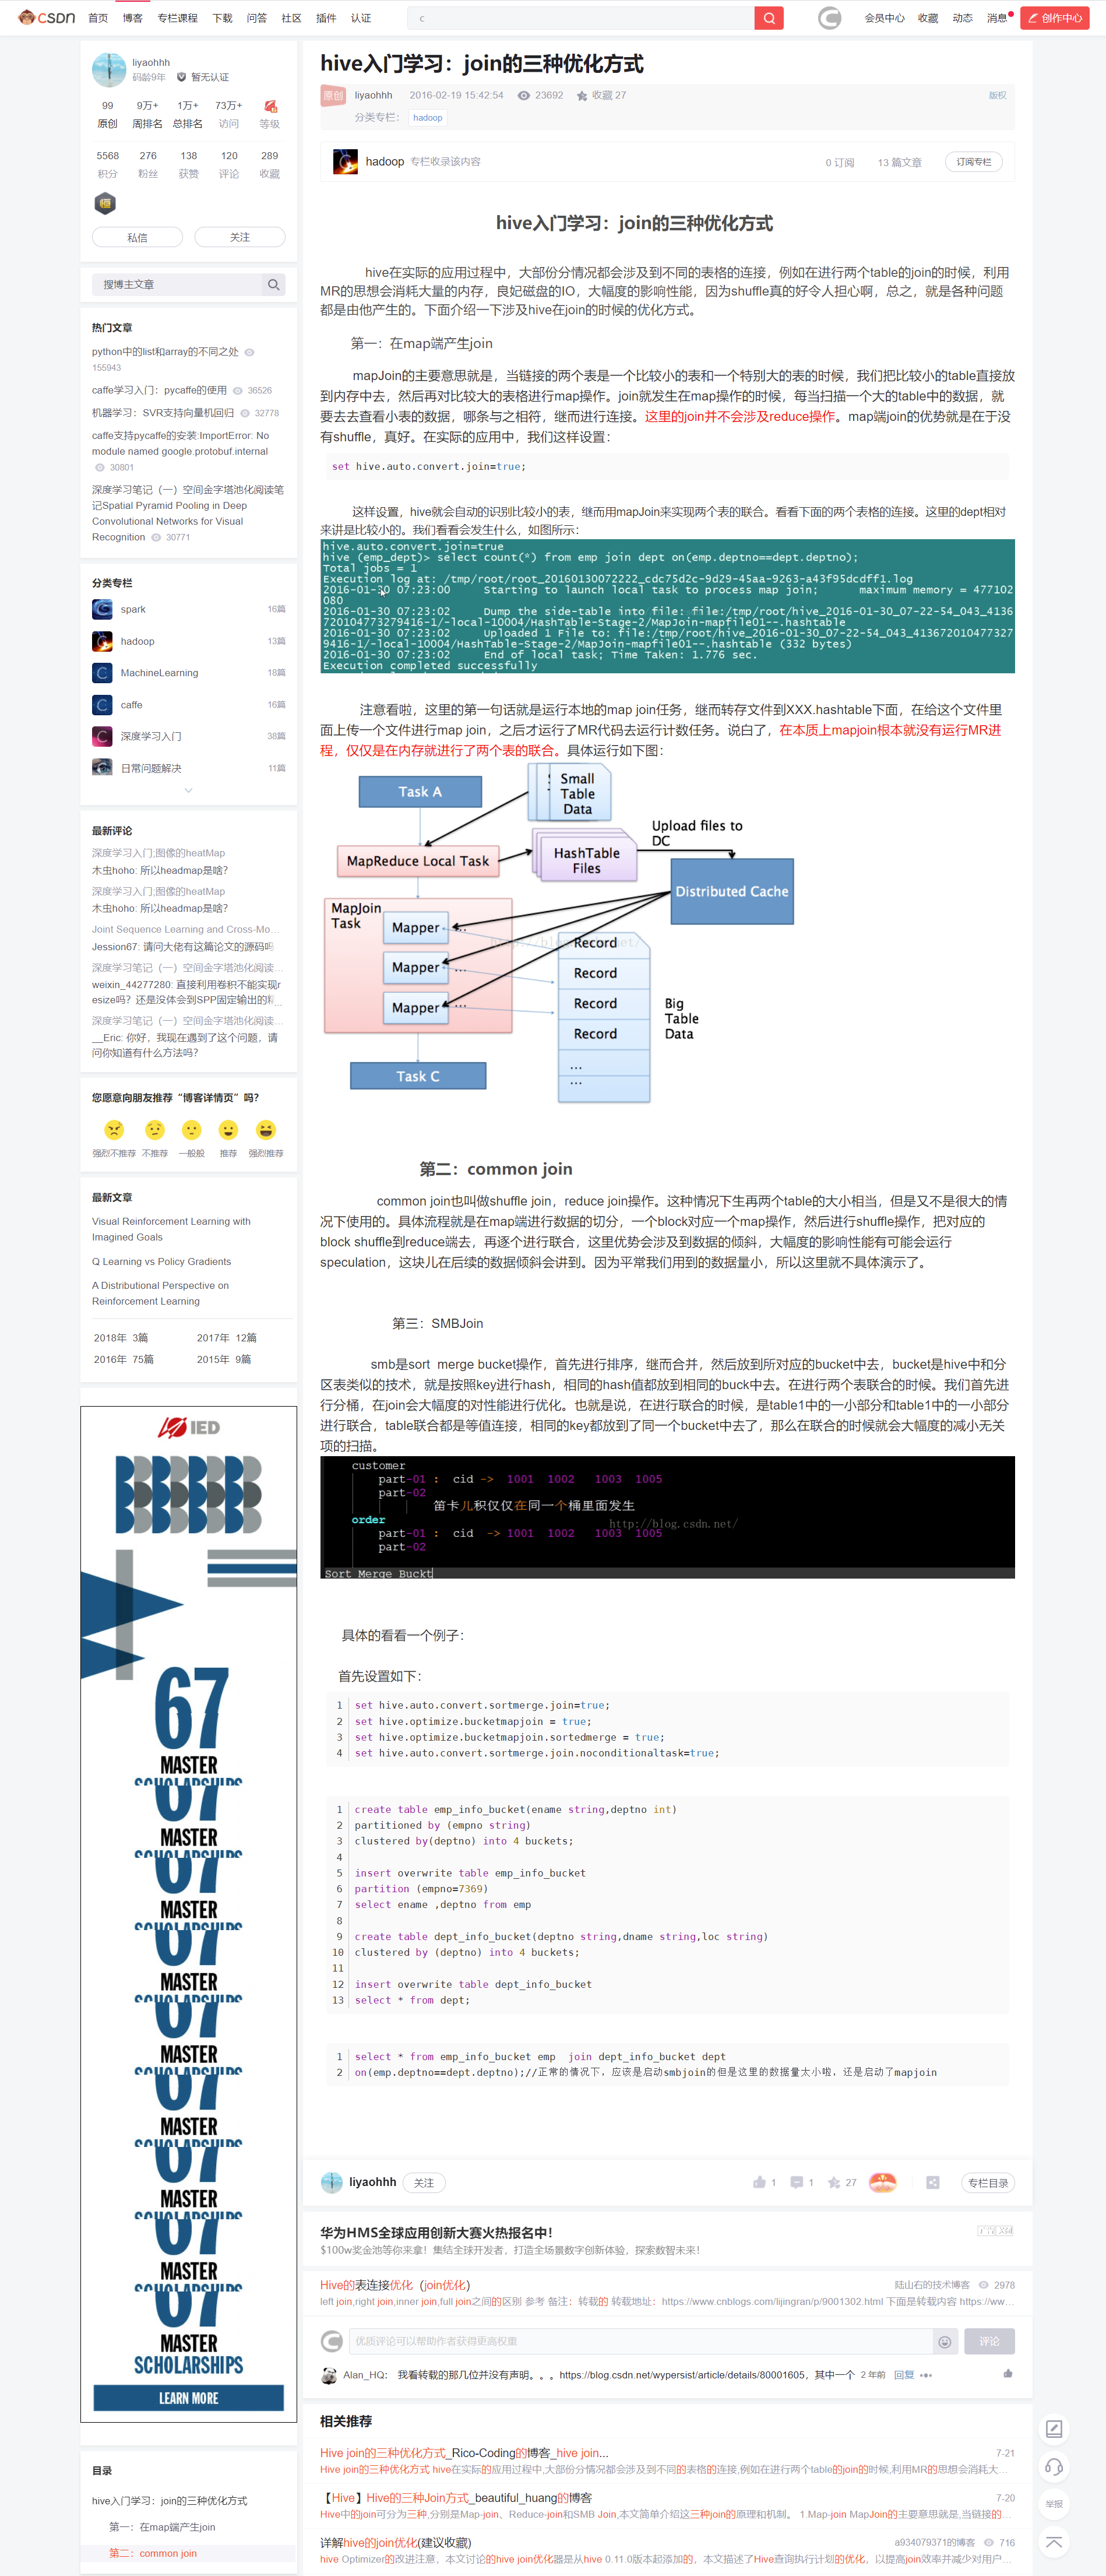 CSDN 首页 博客 专栏课程 下载 问答 社区 插件 认证 c 会员中心 收藏 动态 消息 创作中心
liyaohhh
码龄9年 暂无认证
99 9万+ 1万+ 73万+
原创 周排名 总排名 访问 等级
5568 276 138 120 289
积分 粉丝 获赞 评论 收藏
私信 关注
搜博主文章
热门文章
python中的list和array的不同之处
155943
caffe学习入门：pycaffe的使用 36526
机器学习：SVR支持向量机回归 32778
caffe支持pycaffe的安装:ImportError: No
module named google.protobuf.internal
30801
深度学习笔记（一）空间金字塔池化阅读笔
记Spatial Pyramid Pooling in Deep
Convolutional Networks for Visual
Recognition 30771
分类专栏
spark 16篇
hadoop 13篇
MachineLearning 18篇
caffe 16篇
深度学习入门 38篇
日常问题解决 11篇
最新评论
深度学习入门;图像的heatMap
木虫hoho: 所以headmap是啥？
深度学习入门;图像的heatMap
木虫hoho: 所以headmap是啥？
Joint Sequence Learning and Cross-Mo...
Jession67: 请问大佬有这篇论文的源码吗
深度学习笔记（一）空间金字塔池化阅读...
weixin_44277280: 直接利用卷积不能实现r
esize吗？还是没体会到SPP固定输出的精...
深度学习笔记（一）空间金字塔池化阅读...
__Eric: 你好，我现在遇到了这个问题，请
问你知道有什么方法吗？
您愿意向朋友推荐“博客详情页”吗？
强烈不推荐 不推荐 一般般 推荐 强烈推荐
最新文章
Visual Reinforcement Learning with
Imagined Goals
Q Learning vs Policy Gradients
A Distributional Perspective on
Reinforcement Learning
2018年 3篇 2017年 12篇
2016年 75篇 2015年 9篇
IED
67
MASTER
SCHOLARSHIPS
67
MASTER
SCHOLARSHIPS
67
MASTER
SCHOLARSHIPS
67
MASTER
SCHOLARSHIPS
67
MASTER
SCHOLARSHIPS
67
MASTER
SCHOLARSHIPS
67
MASTER
SCHOLARSHIPS
67
MASTER
SCHOLARSHIPS
67
MASTER
SCHOLARSHIPS
LEARN MORE
目录
hive入门学习：join的三种优化方式
第一：在map端产生join
第二：common join
hive入门学习：join的三种优化方式
原创 liyaohhh 2016-02-19 15:42:54 23692 收藏 27 版权
分类专栏： hadoop
hadoop 专栏收录该内容 0 订阅 13 篇文章 订阅专栏
hive入门学习：join的三种优化方式
hive在实际的应用过程中，大部份分情况都会涉及到不同的表格的连接，例如在进行两个table的join的时候，利用
MR的思想会消耗大量的内存，良妃磁盘的IO，大幅度的影响性能，因为shuffle真的好令人担心啊，总之，就是各种问题
都是由他产生的。下面介绍一下涉及hive在join的时候的优化方式。
第一：在map端产生join
mapJoin的主要意思就是，当链接的两个表是一个比较小的表和一个特别大的表的时候，我们把比较小的table直接放
到内存中去，然后再对比较大的表格进行map操作。join就发生在map操作的时候，每当扫描一个大的table中的数据，就
要去去查看小表的数据，哪条与之相符，继而进行连接。这里的join并不会涉及reduce操作。map端join的优势就是在于没
有shuffle，真好。在实际的应用中，我们这样设置：
set hive.auto.convert.join=true;
这样设置，hive就会自动的识别比较小的表，继而用mapJoin来实现两个表的联合。看看下面的两个表格的连接。这里的dept相对
来讲是比较小的。我们看看会发生什么，如图所示：
hive.auto.convert.join=true
hive (emp_dept)> select count(*) from emp join dept on(emp.deptno==dept.deptno);
Total jobs = 1
Execution log at: /tmp/root/root_20160130072222_cdc75d2c-9d29-45aa-9263-a43f95dcdff1.log
2016-01-30 07:23:00 Starting to launch local task to process map join; maximum memory = 477102
080
2016-01-30 07:23:02 Dump the side-table into file: file:/tmp/root/hive_2016-01-30_07-22-54_043_4136
720104773279416-1/-local-10004/HashTable-Stage-2/MapJoin-mapfile01--.hashtable
2016-01-30 07:23:02 Uploaded 1 File to: file:/tmp/root/hive_2016-01-30_07-22-54_043_413672010477327
9416-1/-local-10004/HashTable-Stage-2/MapJoin-mapfile01--.hashtable (332 bytes)
2016-01-30 07:23:02 End of local task; Time Taken: 1.776 sec.
Execution completed successfully
注意看啦，这里的第一句话就是运行本地的map join任务，继而转存文件到XXX.hashtable下面，在给这个文件里
面上传一个文件进行map join，之后才运行了MR代码去运行计数任务。说白了，在本质上mapjoin根本就没有运行MR进
程，仅仅是在内存就进行了两个表的联合。具体运行如下图：
Task A
Small
Table
Data
MapReduce Local Task
HashTable
Files
Upload files to
DC
Distributed Cache
MapJoin
Task
Mapper ...
Mapper ...
Mapper ...
Record
Record
Record
Record
...
...
Big
Table
Data
Task C
第二：common join
common join也叫做shuffle join，reduce join操作。这种情况下生再两个table的大小相当，但是又不是很大的情
况下使用的。具体流程就是在map端进行数据的切分，一个block对应一个map操作，然后进行shuffle操作，把对应的
block shuffle到reduce端去，再逐个进行联合，这里优势会涉及到数据的倾斜，大幅度的影响性能有可能会运行
speculation，这块儿在后续的数据倾斜会讲到。因为平常我们用到的数据量小，所以这里就不具体演示了。
第三：SMBJoin
smb是sort merge bucket操作，首先进行排序，继而合并，然后放到所对应的bucket中去，bucket是hive中和分
区表类似的技术，就是按照key进行hash，相同的hash值都放到相同的buck中去。在进行两个表联合的时候。我们首先进
行分桶，在join会大幅度的对性能进行优化。也就是说，在进行联合的时候，是table1中的一小部分和table1中的一小部分
进行联合，table联合都是等值连接，相同的key都放到了同一个bucket中去了，那么在联合的时候就会大幅度的减小无关
项的扫描。
customer
part-01 : cid -> 1001 1002 1003 1005
part-02
笛卡儿积仅仅在同一个桶里面发生
order http://blog.csdn.net/
part-01 : cid -> 1001 1002 1003 1005
part-02
Sort Merge Buckt
具体的看看一个例子：
首先设置如下：
1 set hive.auto.convert.sortmerge.join=true;
2 set hive.optimize.bucketmapjoin = true;
3 set hive.optimize.bucketmapjoin.sortedmerge = true;
4 set hive.auto.convert.sortmerge.join.noconditionaltask=true;
1 create table emp_info_bucket(ename string,deptno int)
2 partitioned by (empno string)
3 clustered by(deptno) into 4 buckets;
4
5 insert overwrite table emp_info_bucket
6 partition (empno=7369)
7 select ename ,deptno from emp
8
9 create table dept_info_bucket(deptno string,dname string,loc string)
10 clustered by (deptno) into 4 buckets;
11
12 insert overwrite table dept_info_bucket
13 select * from dept;
1 select * from emp_info_bucket emp join dept_info_bucket dept
2 on(emp.deptno==dept.deptno);//正常的情况下，应该是启动smbjoin的但是这里的数据量太小啦，还是启动了mapjoin
liyaohhh 关注 1 1 27 专栏目录
华为HMS全球应用创新大赛火热报名中！
$100w奖金池等你来拿！集结全球开发者，打造全场景数字创新体验，探索数智未来！
Hive的表连接优化（join优化） 陆山右的技术博客 2978
left join,right join,inner join,full join之间的区别 参考 备注：转载的 转载地址：https://www.cnblogs.com/lijingran/p/9001302.html 下面是转载内容 https://ww...
优质评论可以帮助作者获得更高权重 评论
Alan_HQ： 我看转载的那几位并没有声明。。。https://blog.csdn.net/wypersist/article/details/80001605，其中一个 2 年前 回复
相关推荐
Hive join的三种优化方式_Rico-Coding的博客_hive join... 7-21
Hive join的三种优化方式 hive在实际的应用过程中,大部份分情况都会涉及到不同的表格的连接,例如在进行两个table的join的时候,利用MR的思想会消耗大...
【Hive】Hive的三种Join方式_beautiful_huang的博客 7-20
Hive中的join可分为三种,分别是Map-join、Reduce-join和SMB Join,本文简单介绍这三种join的原理和机制。 1.Map-join MapJoin的主要意思就是,当链接的...
详解hive的join优化(建议收藏) a934079371的博客 716
hive Optimizer的改进注意，本文讨论的hive join优化器是从hive 0.11.0版本起添加的，本文描述了Hive查询执行计划的优化，以提高join效率并减少对用户...
举报